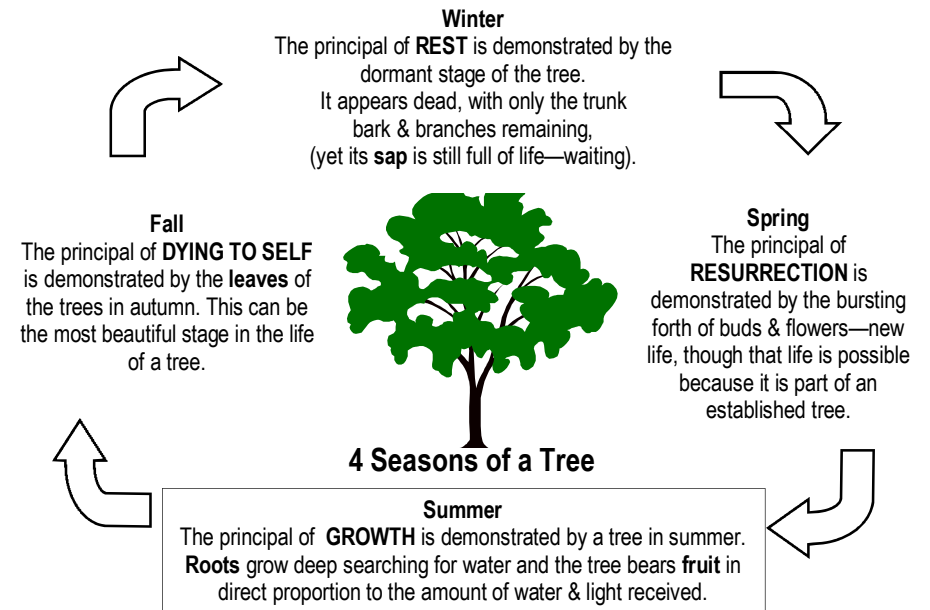 Winter
The principal of REST is demonstrated by the
dormant stage of the tree.
It appears dead, with only the trunk
bark & branches remaining,
(yet its sap is still full of life—waiting).
Spring
The principal of
RESURRECTION is
demonstrated by the bursting
forth of buds & flowers—new
life, though that life is possible
because it is part of an
established tree.
Summer
The principal of GROWTH is demonstrated by a tree in summer.
Roots grow deep searching for water and the tree bears fruit in
direct proportion to the amount of water & light received.
Fall
The principal of DYING TO SELF
is demonstrated by the leaves of
the trees in autumn. This can be
the most beautiful stage in the life
of a tree.
4 Seasons of a Tree